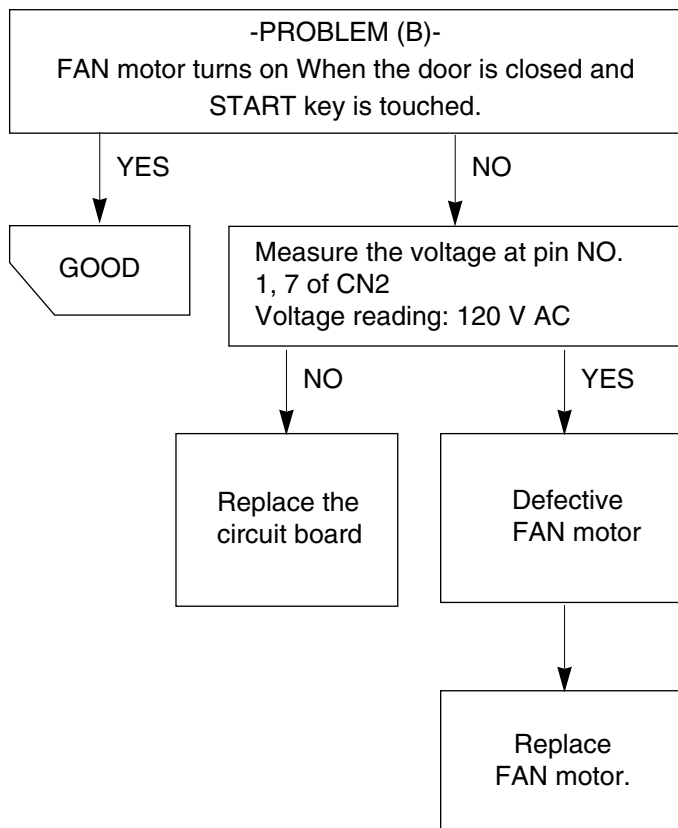 -PROBLEM (B)-
FAN motor turns on When the door is closed and
START key is touched.
YES
NO
GOOD
Measure the voltage at pin NO.
1, 7 of CN2
Voltage reading: 120 V AC
NO
YES
Replace the
circuit board
Defective
FAN motor
Replace
FAN motor.